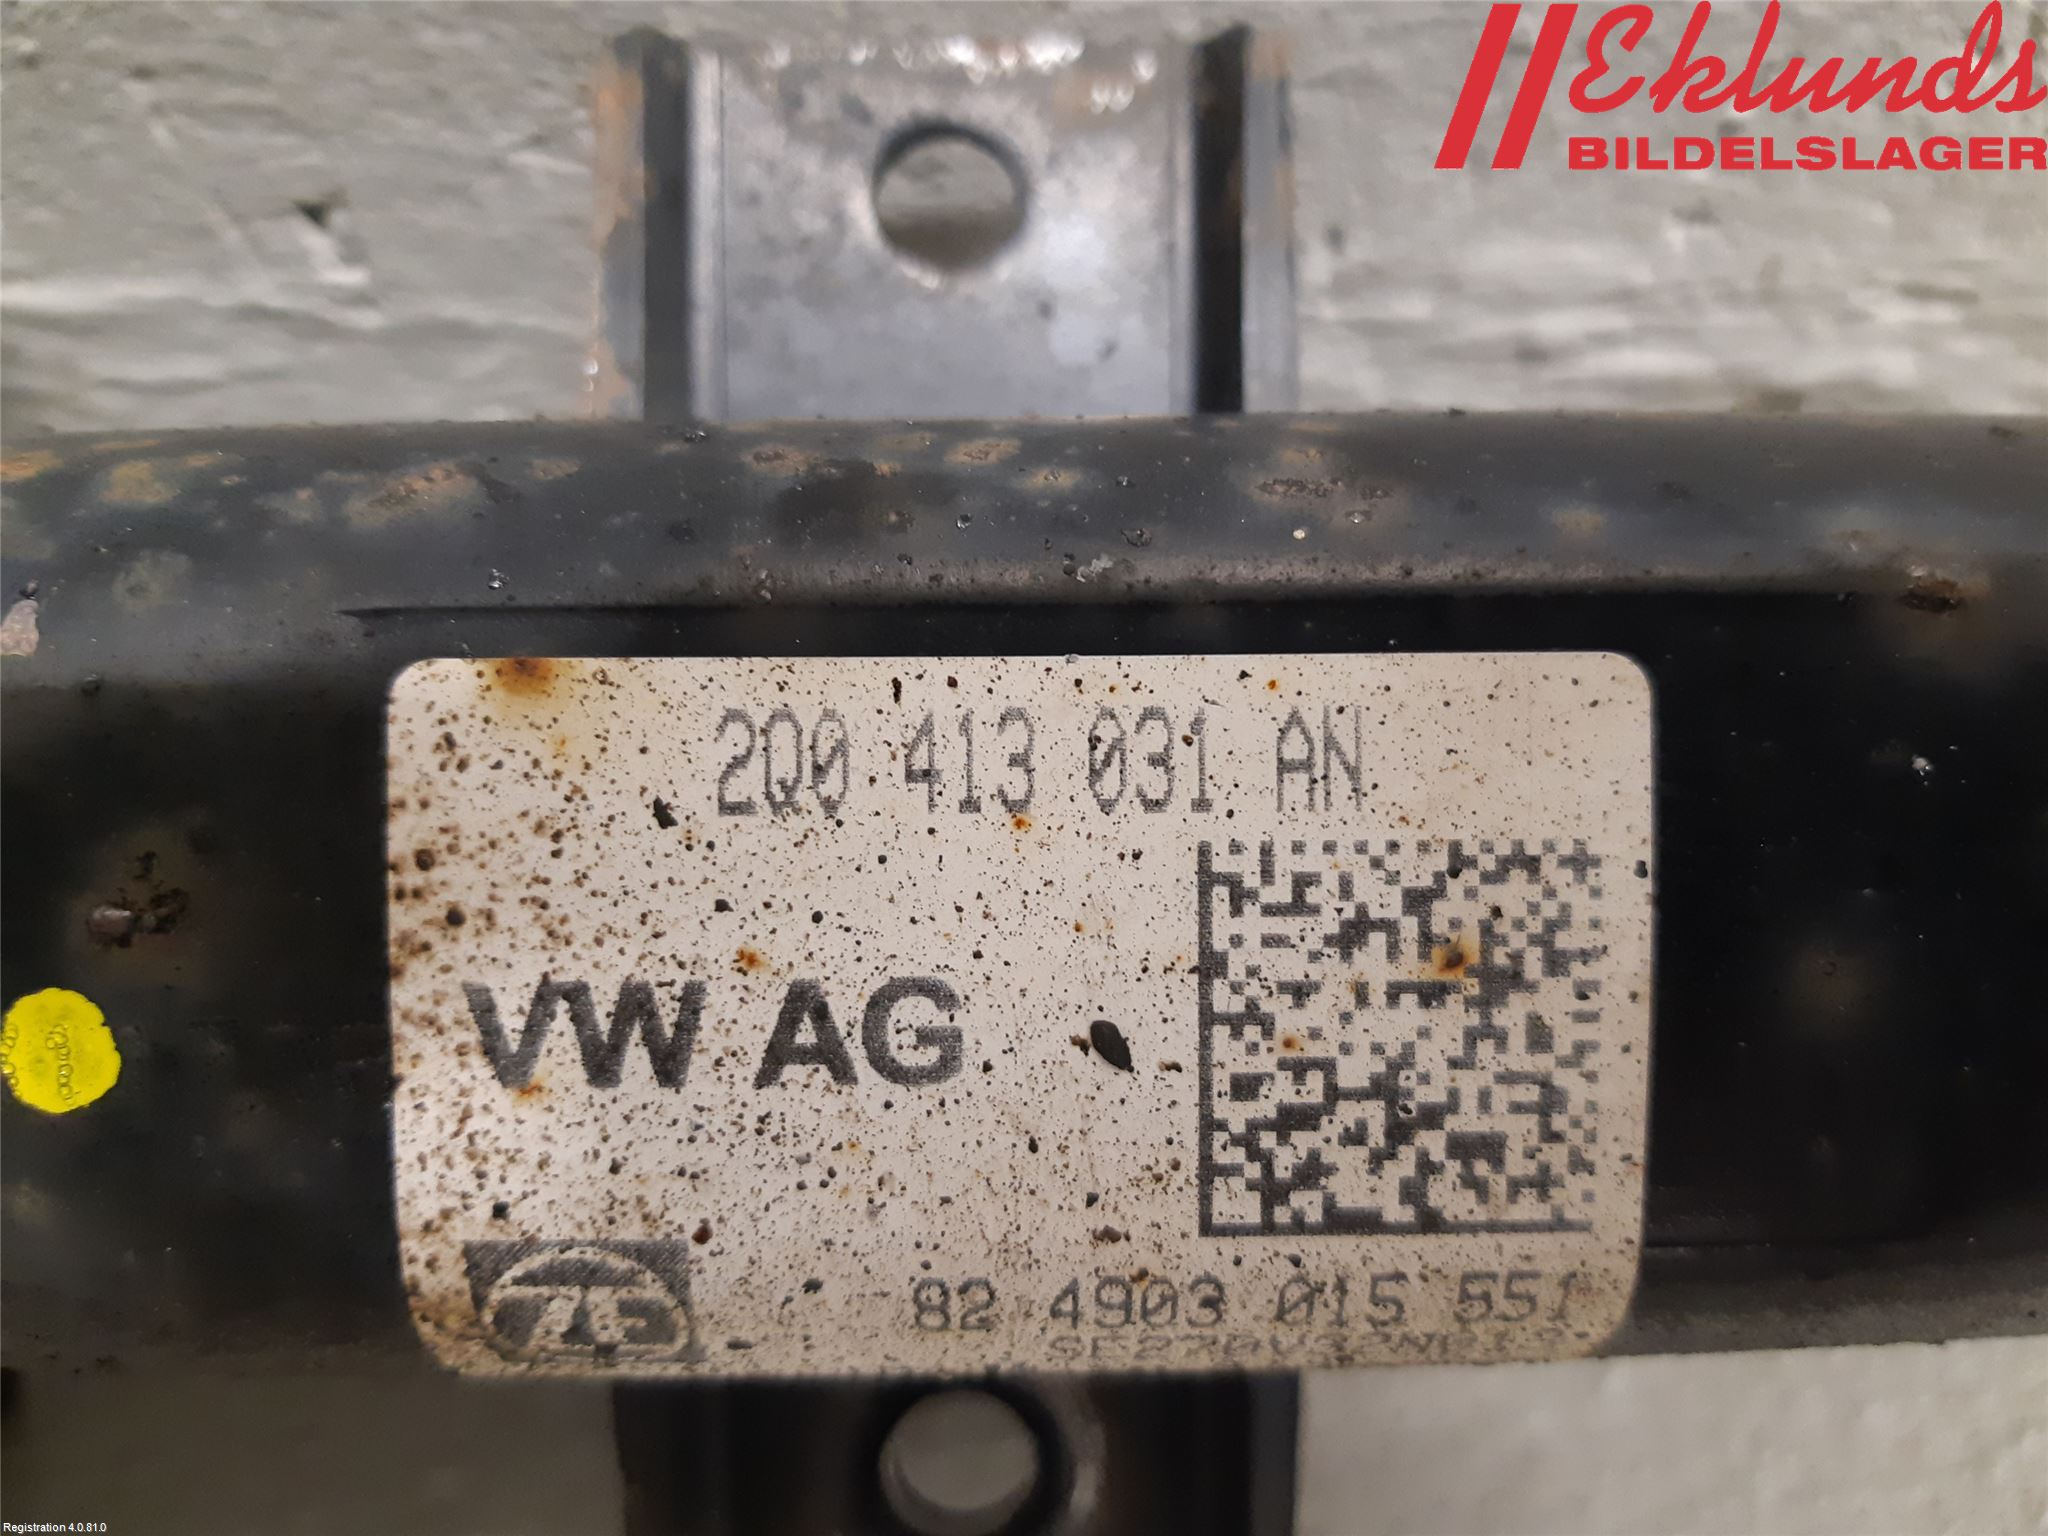 Eklunds
BILDELSLAGER
2Q0 413 031 AN
VW AG
82 4903 015 551
Registration 4.0.81.0